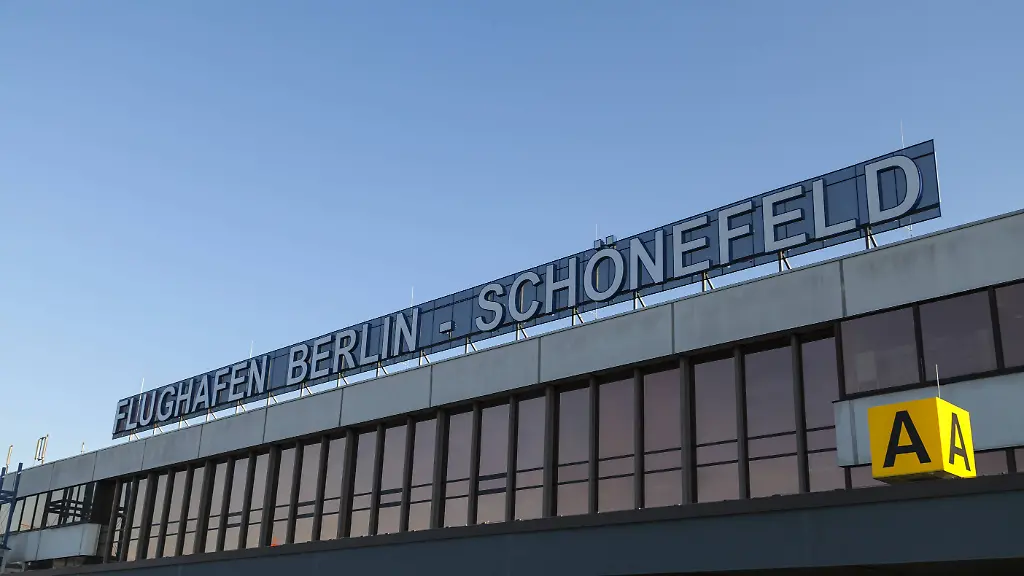 FLUGHAFEN BERLIN - SCHÖNEFELD
A A